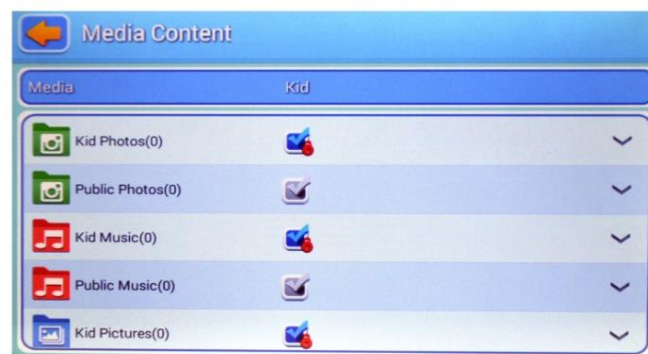 Media Content
Media Kid
Kid Photos(0)
Public Photos(0)
Kid Music(0)
Public Music(0)
Kid Pictures(0)